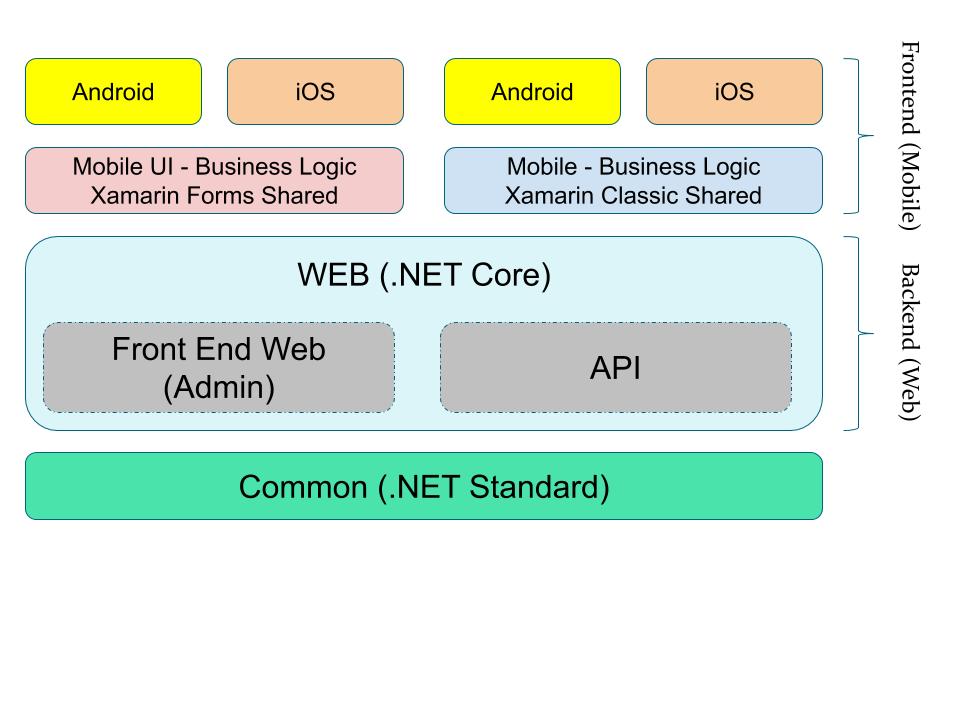 Android
iOS
Android
iOS
Mobile UI - Business Logic
Xamarin Forms Shared
Mobile - Business Logic
Xamarin Classic Shared
Frontend (Mobile)
WEB (.NET Core)
Front End Web
(Admin)
API
Backend (Web)
Common (.NET Standard)